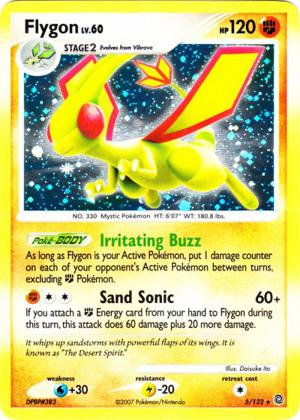 Flygon LV.60 HP 120
STAGE 2 Evolves from Vibrava
NO. 330 Mystic Pokémon HT: 6'07" WT: 180.8 lbs.
Poké-BODY Irritating Buzz
As long as Flygon is your Active Pokémon, put 1 damage counter
on each of your opponent's Active Pokémon between turns,
excluding Pokémon.
Sand Sonic 60+
If you attach a Energy card from your hand to Flygon during
this turn, this attack does 60 damage plus 20 more damage.
It whips up sandstorms with powerful flaps of its wings. It is
known as "The Desert Spirit."
Illus. Daisuke Ito
weakness resistance retreat cost
+30 -20
DPBP#383 ©2007 Pokémon/Nintendo 5/132